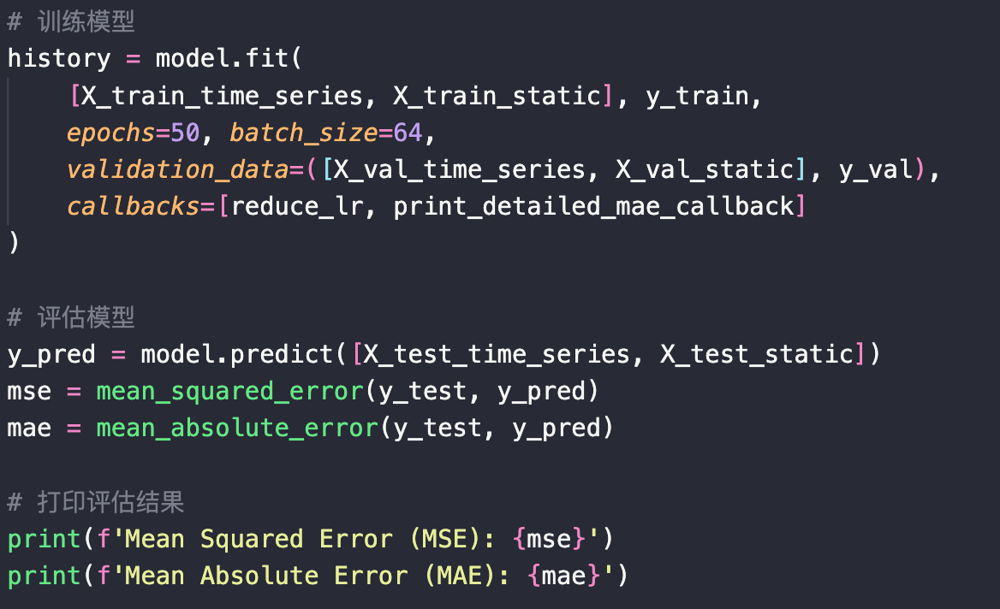 # 训练模型
history = model.fit(
    [X_train_time_series, X_train_static], y_train,
    epochs=50, batch_size=64,
    validation_data=([X_val_time_series, X_val_static], y_val),
    callbacks=[reduce_lr, print_detailed_mae_callback]
)
# 评估模型
y_pred = model.predict([X_test_time_series, X_test_static])
mse = mean_squared_error(y_test, y_pred)
mae = mean_absolute_error(y_test, y_pred)
# 打印评估结果
print(f'Mean Squared Error (MSE): {mse}')
print(f'Mean Absolute Error (MAE): {mae}')